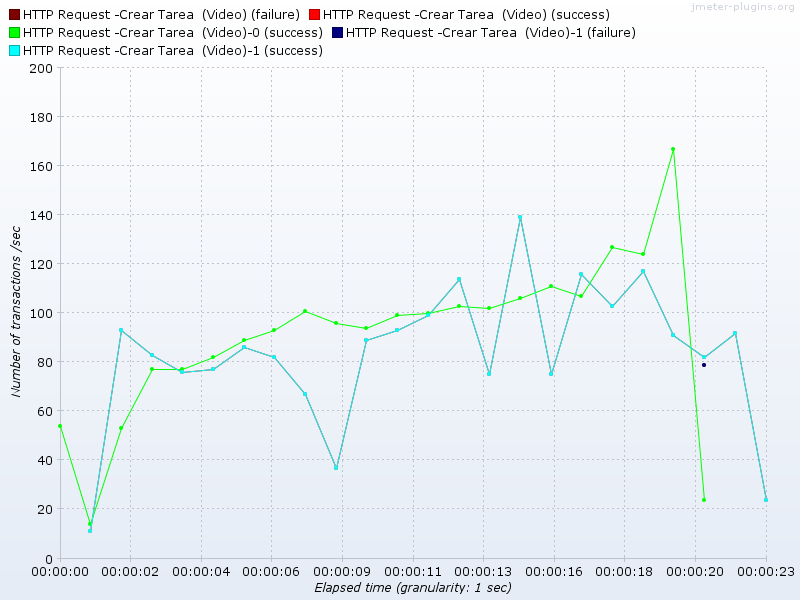 jmeter-plugins.org
HTTP Request -Crear Tarea  (Video) (failure) HTTP Request -Crear Tarea  (Video) (success)
HTTP Request -Crear Tarea  (Video)-0 (success) HTTP Request -Crear Tarea  (Video)-1 (failure)
HTTP Request -Crear Tarea  (Video)-1 (success)
200
180
160
140
120
100
80
60
40
20
0
Number of transactions /sec
00:00:00 00:00:02 00:00:04 00:00:06 00:00:09 00:00:11 00:00:13 00:00:16 00:00:18 00:00:20 00:00:23
Elapsed time (granularity: 1 sec)